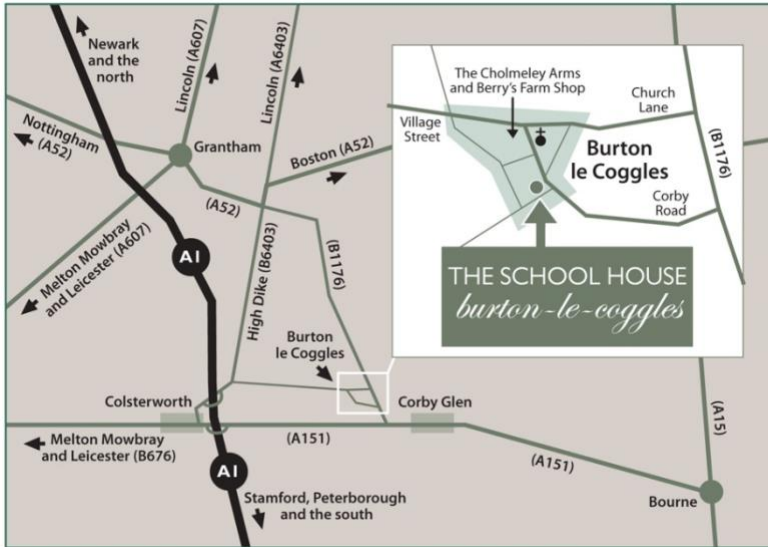 Newark
and the
north
Lincoln (A607)
Lincoln (A6403)
Nottingham
(A52)
Grantham
Boston (A52)
(A52)
Melton Mowbray
and Leicester (A607)
A1
High Dike (B6403)
(B1176)
Burton
le Coggles
Colsterworth
Corby Glen
Melton Mowbray
and Leicester (B676)
(A151)
A1
(A151)
(A15)
Stamford, Peterborough
and the south
Bourne
The Cholmeley Arms
and Berry's Farm Shop
Church
Lane
Village
Street
(B1176)
Burton
le Coggles
Corby
Road
THE SCHOOL HOUSE
burton-le-coggles